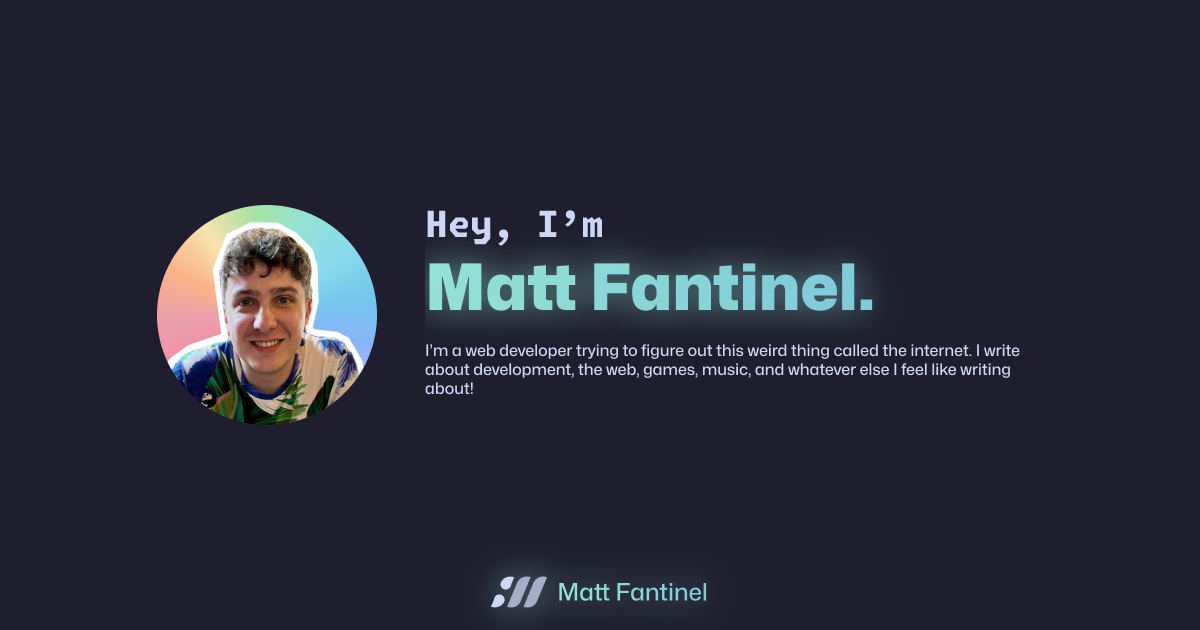 Hey, I’m
Matt Fantinel.
I’m a web developer trying to figure out this weird thing called the internet. I write
about development, the web, games, music, and whatever else I feel like writing
about!
Matt Fantinel